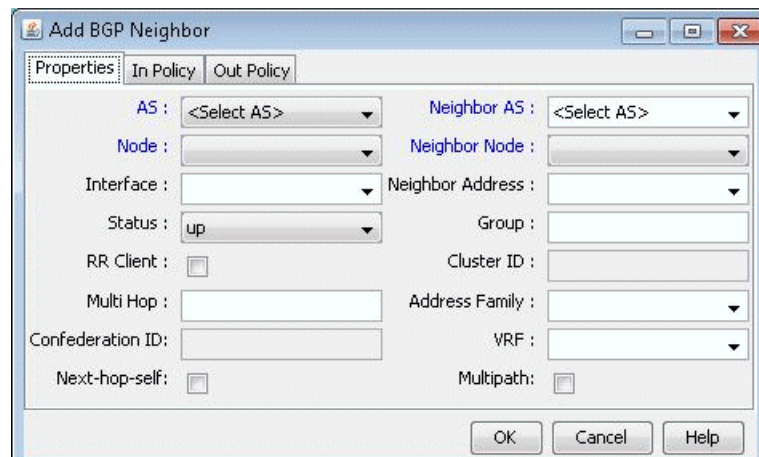 Add BGP Neighbor
Properties In Policy Out Policy
AS : <Select AS> Neighbor AS : <Select AS>
Node : Neighbor Node :
Interface : Neighbor Address :
Status : up Group :
RR Client : Cluster ID :
Multi Hop : Address Family :
Confederation ID: VRF :
Next-hop-self: Multipath:
OK Cancel Help